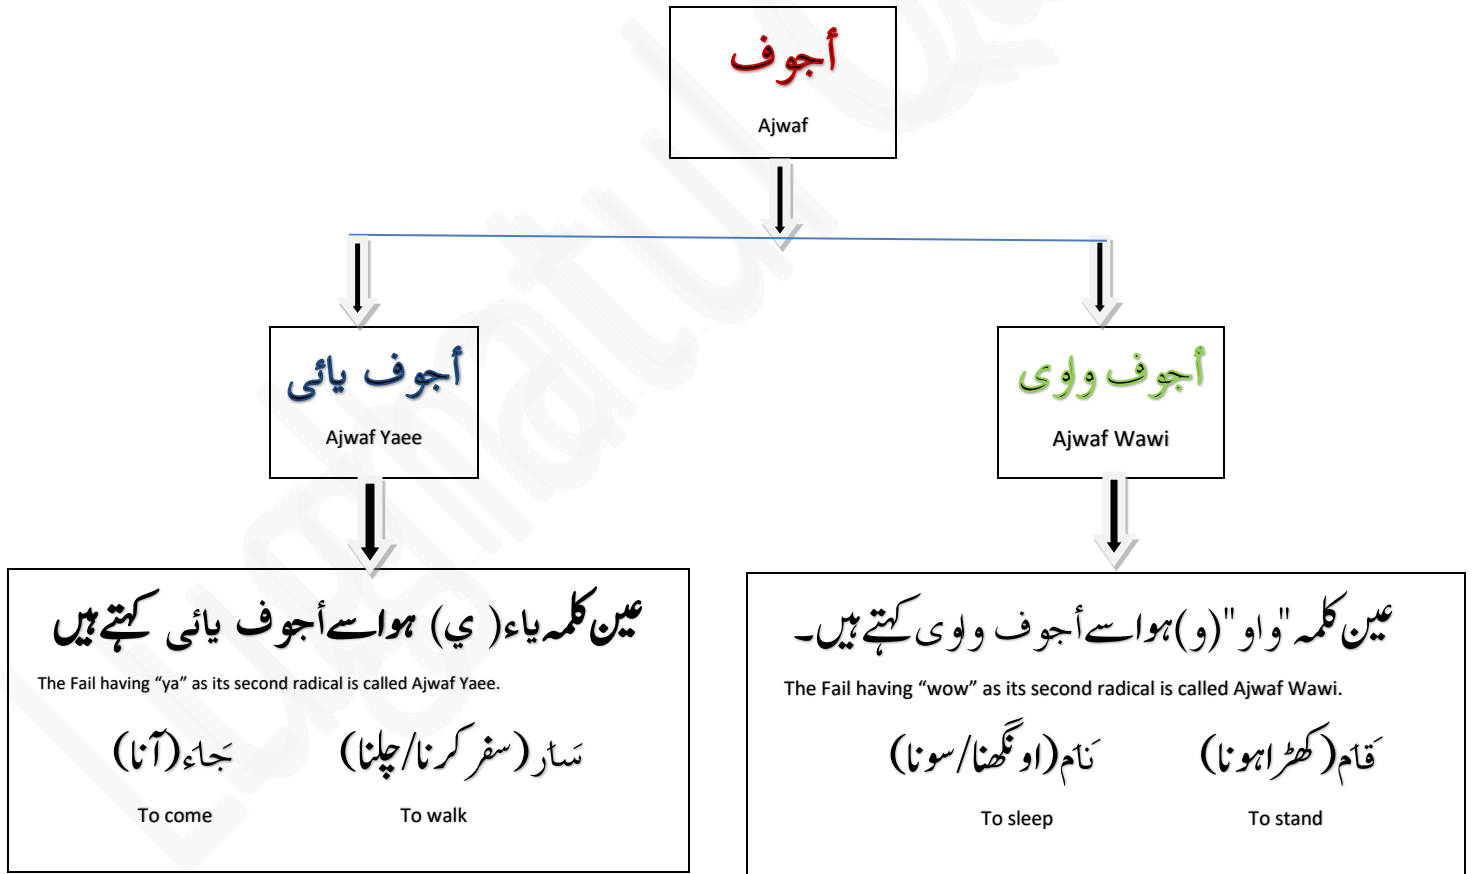 أجوف
Ajwaf
أجوف یائی
Ajwaf Yaee
أجوف واوی
Ajwaf Wawi
عین کلمہ یاء( ي) ہو اسے أجوف یائی کہتے ہیں
The Fail having “ya” as its second radical is called Ajwaf Yaee.
سَارَ (سفر کرنا/چلنا) جَاءَ(آنا)
To come To walk
عین کلمہ "واو "(و)ہو اسے أجوف واوی کہتے ہیں۔
The Fail having “wow” as its second radical is called Ajwaf Wawi.
قَامَ( کھڑا ہونا) نَامَ(اونگھنا/سونا)
To sleep To stand